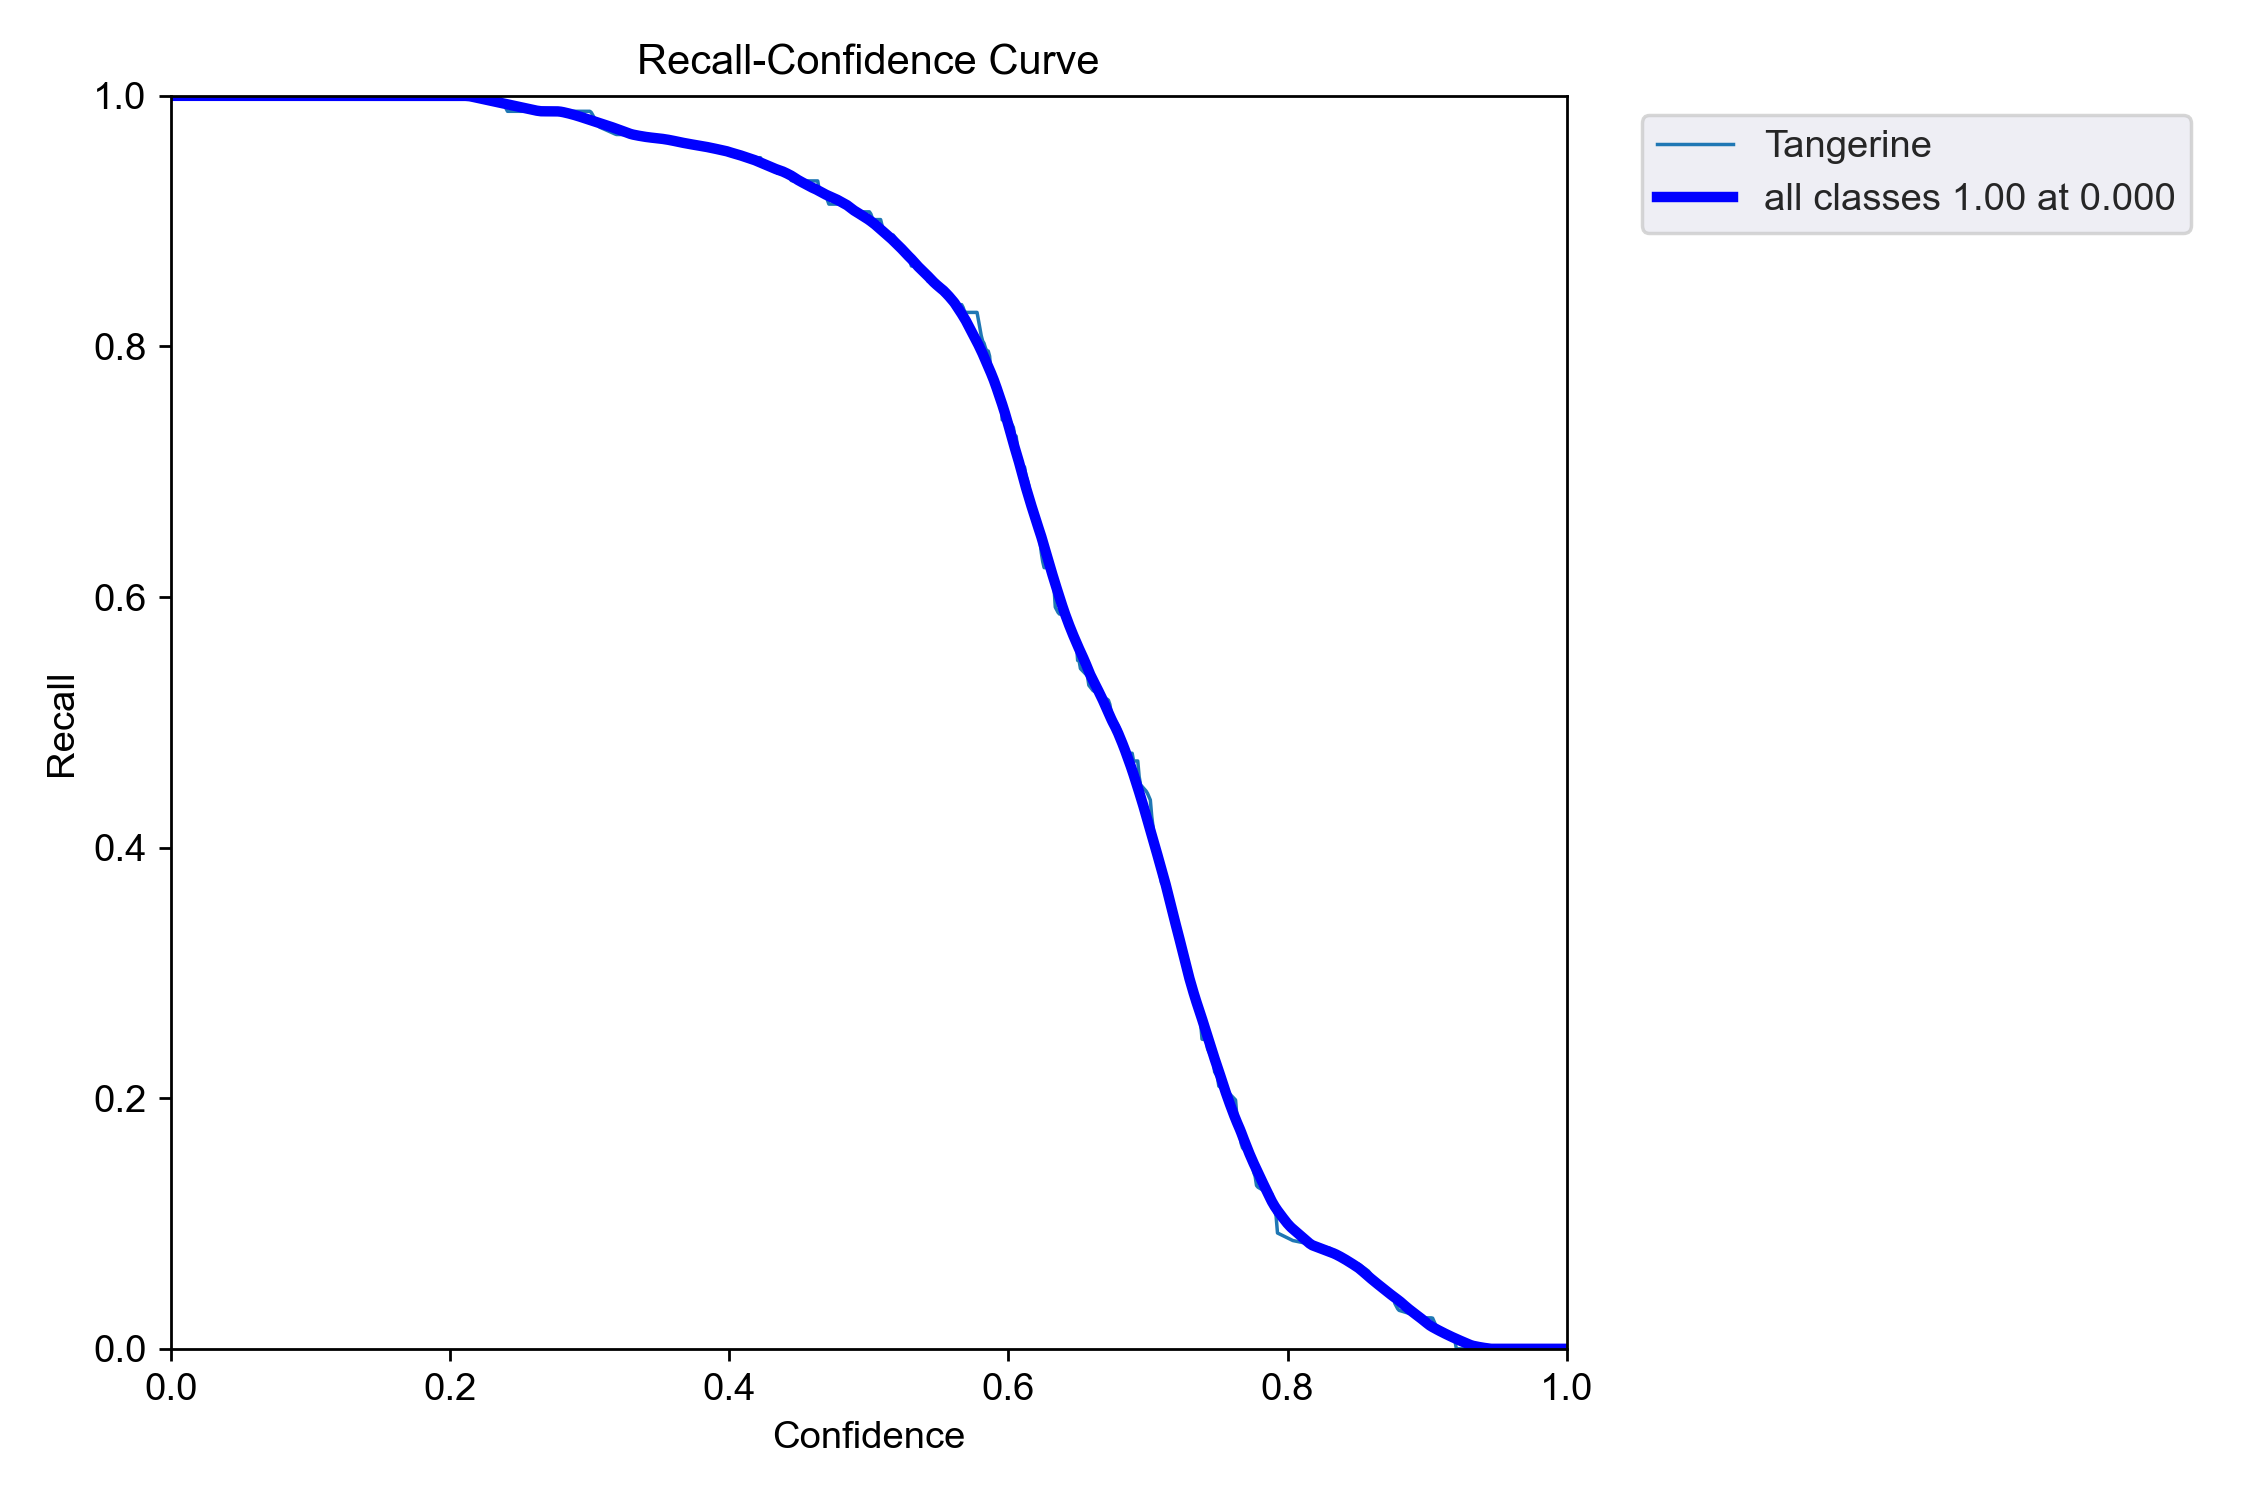 Recall-Confidence Curve
1.0
0.8
0.6
0.4
0.2
0.0
Recall
0.0 0.2 0.4 0.6 0.8 1.0
Confidence
Tangerine
all classes 1.00 at 0.000